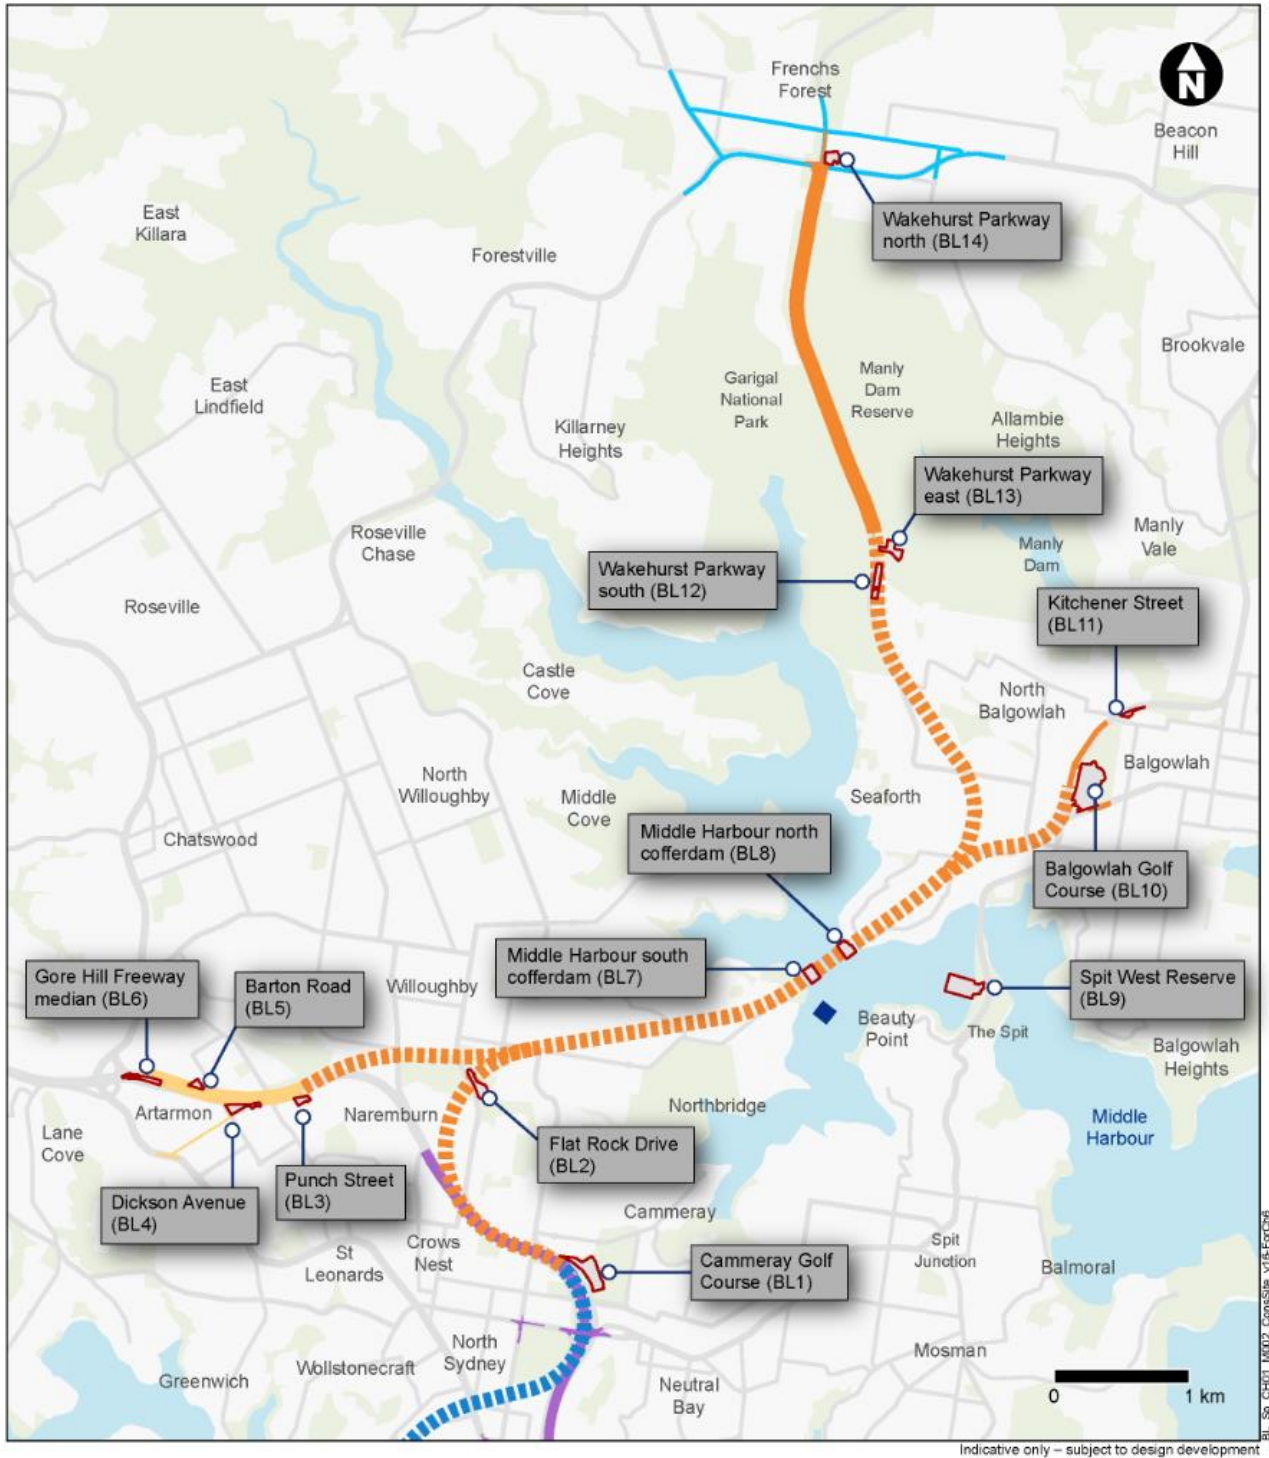 Frenchs
Forest
N
Beacon
Hill
East
Killara
Wakehurst Parkway
north (BL14)
Forestville
Brookvale
East
Lindfield
Garigal
National
Park
Manly
Dam
Reserve
Allambie
Heights
Killarney
Heights
Wakehurst Parkway
east (BL13)
Roseville
Chase
Manly
Vale
Manly
Dam
Wakehurst Parkway
south (BL12)
Roseville
Kitchener Street
(BL11)
Castle
Cove
North
Balgowlah
Balgowlah
North
Willoughby
Middle
Cove
Seaforth
Chatswood
Middle Harbour north
cofferdam (BL8)
Balgowlah Golf
Course (BL10)
Middle Harbour south
cofferdam (BL7)
Gore Hill Freeway
median (BL6)
Barton Road
(BL5)
Willoughby
Spit West Reserve
(BL9)
Beauty
Point
The Spit
Balgowlah
Heights
Artarmon
Naremburn
Northbridge
Middle
Harbour
Lane
Cove
Flat Rock Drive
(BL2)
Punch Street
(BL3)
Dickson Avenue
(BL4)
Cammeray
St
Leonards
Crows
Nest
Cammeray Golf
Course (BL1)
Spit
Junction
Balmoral
North
Sydney
Wollstonecraft
Greenwich
Mosman
Neutral
Bay
0 1 km
BL_Sp_CH01_M002_ConsSite_v16-ForCh6
Indicative only – subject to design development